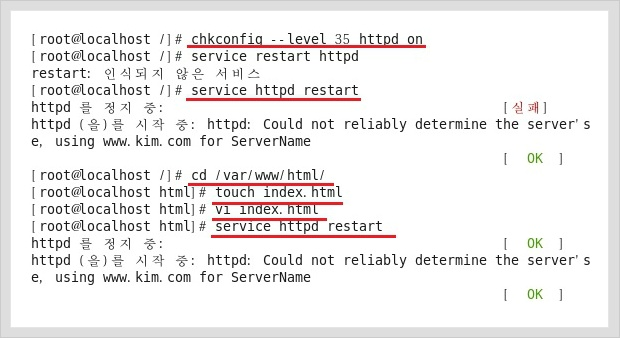 [root@localhost /]# chkconfig --level 35 httpd on
[root@localhost /]# service restart httpd
restart: 인식되지 않은 서비스
[root@localhost /]# service httpd restart
httpd 를 정지 중: [실패]
httpd (을)를 시작 중: httpd: Could not reliably determine the server's
e, using www.kim.com for ServerName
[ OK ]
[root@localhost /]# cd /var/www/html/
[root@localhost html]# touch index.html
[root@localhost html]# vi index.html
[root@localhost html]# service httpd restart
httpd 를 정지 중: [ OK ]
httpd (을)를 시작 중: httpd: Could not reliably determine the server's
e, using www.kim.com for ServerName
[ OK ]